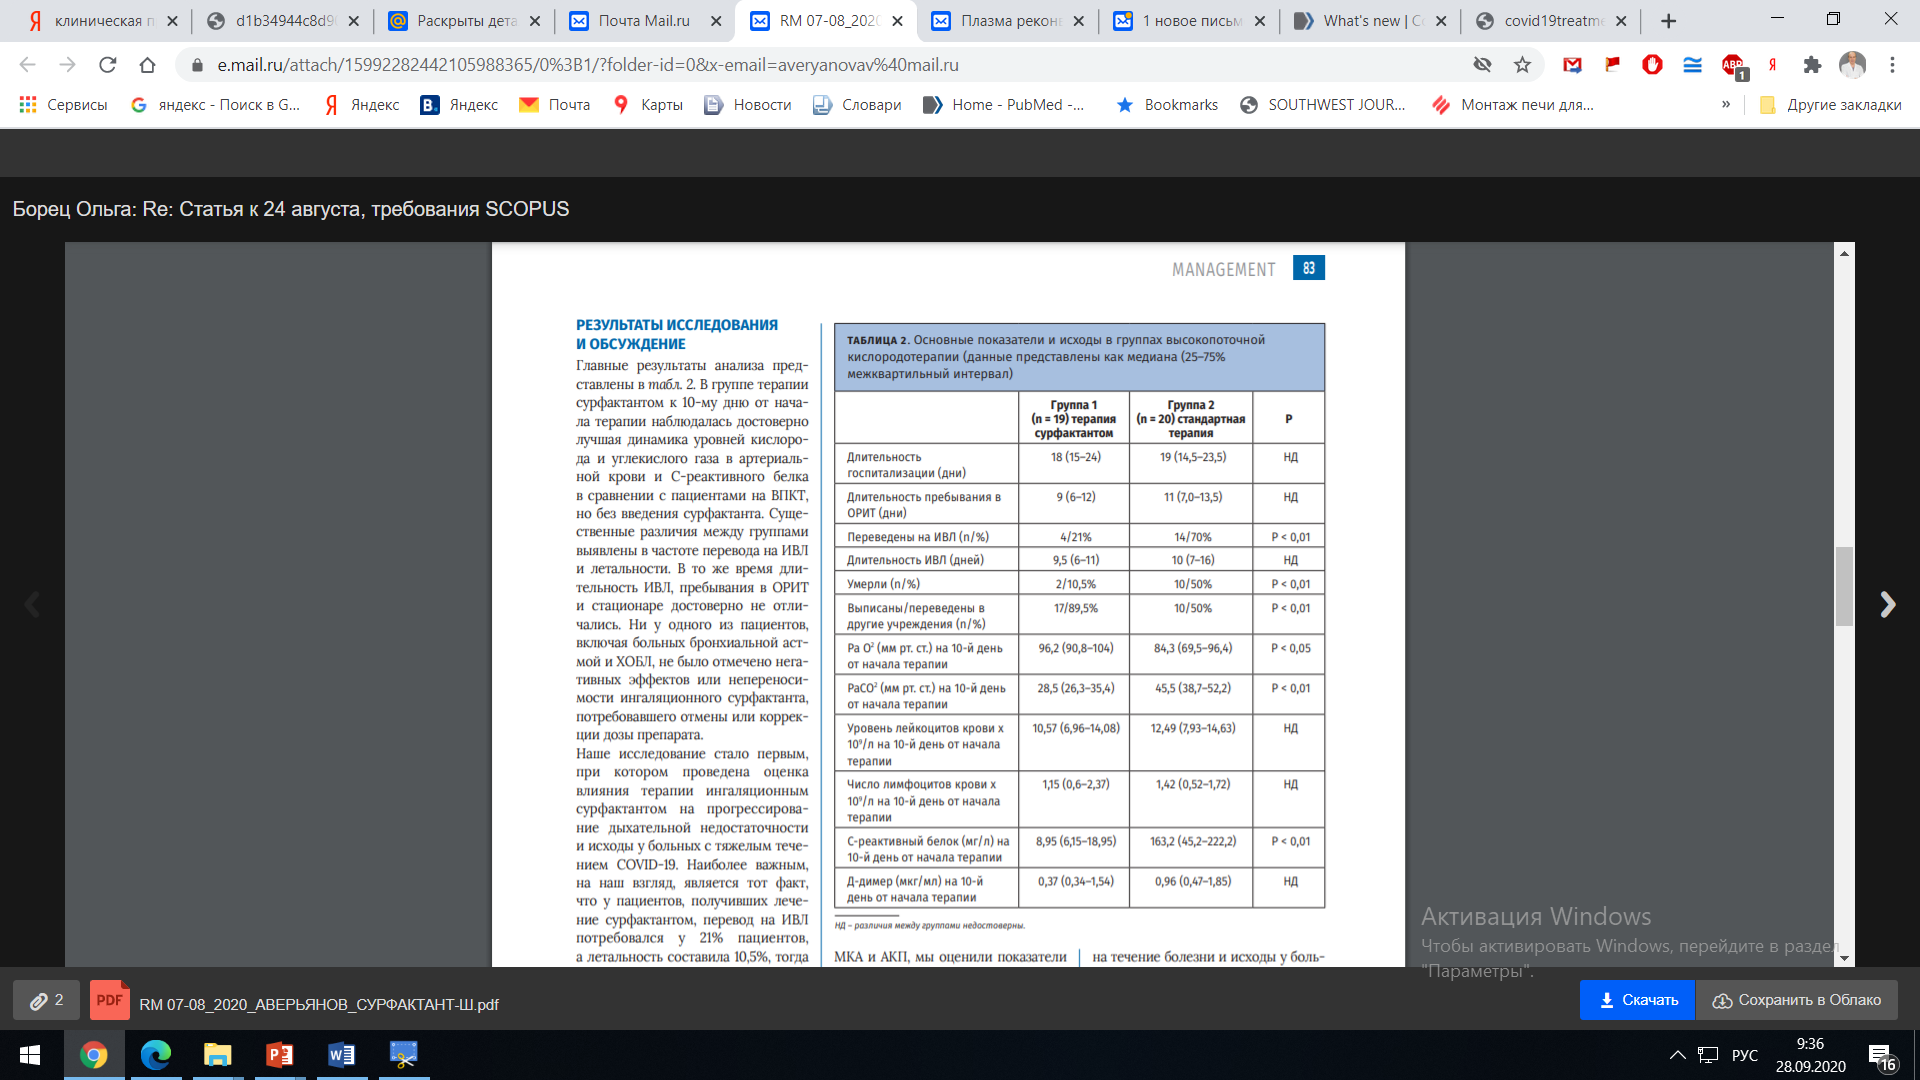 клиническая п
d1b34944c8d9
Раскрыты дета
Почта Mail.ru
RM 07-08_2020
Плазма рекон
1 новое письм
What's new | C
covid19treatme
e.mail.ru/attach/15992282442105988365/0%3B1/?folder-id=0&x-email=averyanovav%40mail.ru
ABP
1
Сервисы
яндекс - Поиск в G...
Яндекс
Яндекс
Почта
Карты
Новости
Словари
Home - PubMed -...
Bookmarks
SOUTHWEST JOUR...
Монтаж печи для...
»
Другие закладки
Борец Ольга: Re: Статья к 24 августа, требования SCOPUS
MANAGEMENT 83
РЕЗУЛЬТАТЫ ИССЛЕДОВАНИЯ
И ОБСУЖДЕНИЕ
Главные результаты анализа пред-
ставлены в табл. 2. В группе терапии
сурфактантом к 10-му дню от нача-
ла терапии наблюдалась достоверно
лучшая динамика уровней кислоро-
да и углекислого газа в артериаль-
ной крови и С-реактивного белка
в сравнении с пациентами на ВПКТ,
но без введения сурфактанта. Суще-
ственные различия между группами
выявлены в частоте перевода на ИВЛ
и летальности. В то же время дли-
тельность ИВЛ, пребывания в ОРИТ
и стационаре достоверно не отли-
чались. Ни у одного из пациентов,
включая больных бронхиальной аст-
мой и ХОБЛ, не было отмечено нега-
тивных эффектов или непереноси-
мости ингаляционного сурфактанта,
потребовавшего отмены или коррек-
ции дозы препарата.
Наше исследование стало первым,
при котором проведена оценка
влияния терапии ингаляционным
сурфактантом на прогрессирова-
ние дыхательной недостаточности
и исходы у больных с тяжелым тече-
нием COVID-19. Наиболее важным,
на наш взгляд, является тот факт,
что у пациентов, получивших лече-
ние сурфактантом, перевод на ИВЛ
потребовался у 21% пациентов,
а летальность составила 10,5%, тогда
ТАБЛИЦА 2. Основные показатели и исходы в группах высокопоточной
кислородотерапии (данные представлены как медиана (25–75%
межквартильный интервал)
Группа 1
(n = 19) терапия
сурфактантом
Группа 2
(n = 20) стандартная
терапия
P
Длительность
госпитализации (дни)
18 (15–24)
19 (14,5–23,5)
НД
Длительность пребывания в
ОРИТ (дни)
9 (6–12)
11 (7,0–13,5)
НД
Переведены на ИВЛ (n/%)
4/21%
14/70%
P < 0,01
Длительность ИВЛ (дней)
9,5 (6–11)
10 (7–16)
НД
Умерли (n/%)
2/10,5%
10/50%
P < 0,01
Выписаны/переведены в
другие учреждения (n/%)
17/89,5%
10/50%
P < 0,01
Pa O² (мм рт. ст.) на 10-й день
от начала терапии
96,2 (90,8–104)
84,3 (69,5–96,4)
P < 0,05
PaCO² (мм рт. ст.) на 10-й день
от начала терапии
28,5 (26,3–35,4)
45,5 (38,7–52,2)
P < 0,01
Уровень лейкоцитов крови х
10⁹/л на 10-й день от начала
терапии
10,57 (6,96–14,08)
12,49 (7,93–14,63)
НД
Число лимфоцитов крови х
10⁹/л на 10-й день от начала
терапии
1,15 (0,6–2,37)
1,42 (0,52–1,72)
НД
С-реактивный белок (мг/л) на
10-й день от начала терапии
8,95 (6,15–18,95)
163,2 (45,2–222,2)
P < 0,01
Д-димер (мкг/мл) на 10-й
день от начала терапии
0,37 (0,34–1,54)
0,96 (0,47–1,85)
НД
НД – различия между группами недостоверны.
МКА и АКП, мы оценили показатели
на течение болезни и исходы у боль-
Активация Windows
Чтобы активировать Windows, перейдите в раздел
"Параметры".
2
PDF
RM 07-08_2020_АВЕРЬЯНОВ_СУРФАКТАНТ-Ш.pdf
Скачать
Сохранить в Облако
РУС
9:36
28.09.2020
16